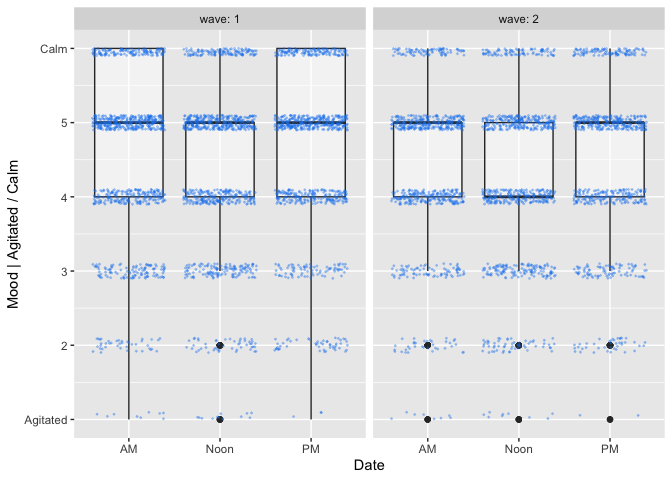 wave: 1
wave: 2
Calm
5
4
3
2
Agitated
Mood | Agitated / Calm
AM
Noon
PM
AM
Noon
PM
Date